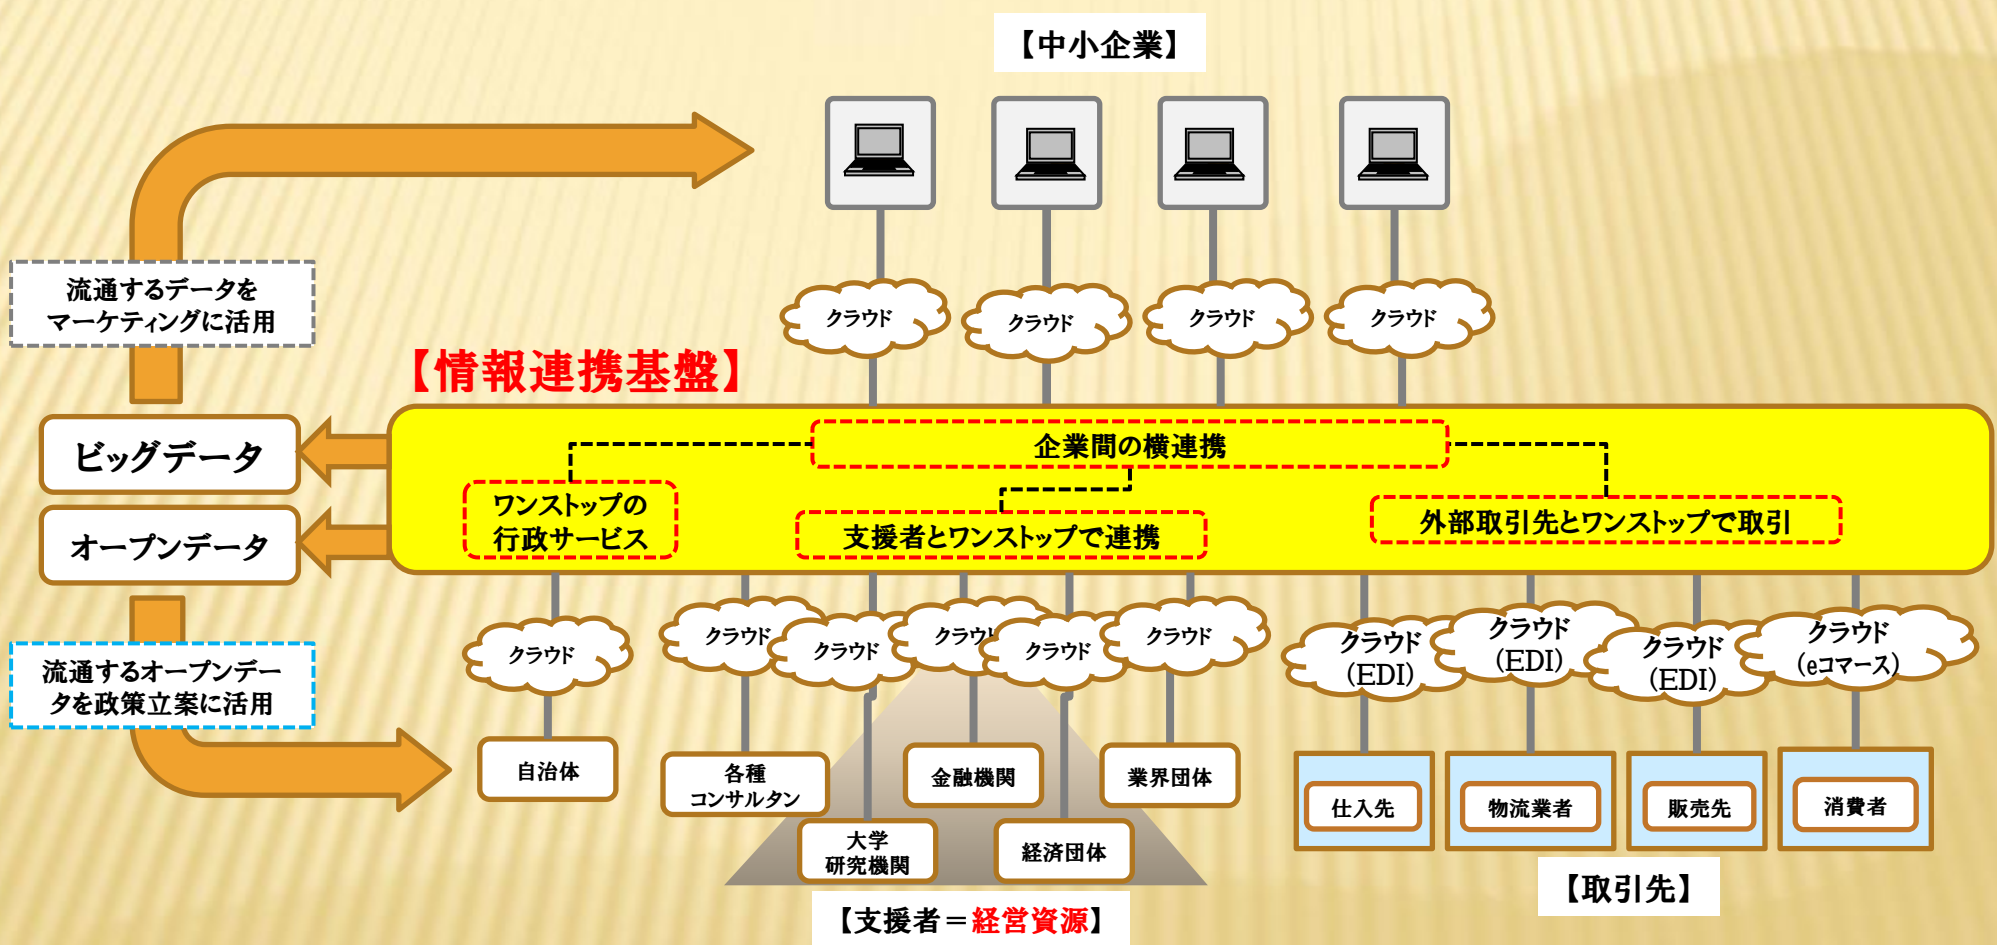 【中小企業】
クラウド
クラウド
クラウド
クラウド
流通するデータを
マーケティングに活用
【情報連携基盤】
ビッグデータ
オープンデータ
企業間の横連携
ワンストップの
行政サービス
支援者とワンストップで連携
外部取引先とワンストップで取引
流通するオープンデー
タを政策立案に活用
クラウド
クラウド
クラウド
クラウド
クラウド
クラウド
クラウド
(EDI)
クラウド
(EDI)
クラウド
(EDI)
クラウド
(eコマース)
自治体
各種
コンサルタン
大学
研究機関
金融機関
経済団体
業界団体
仕入先
物流業者
販売先
消費者
【支援者＝経営資源】
【取引先】